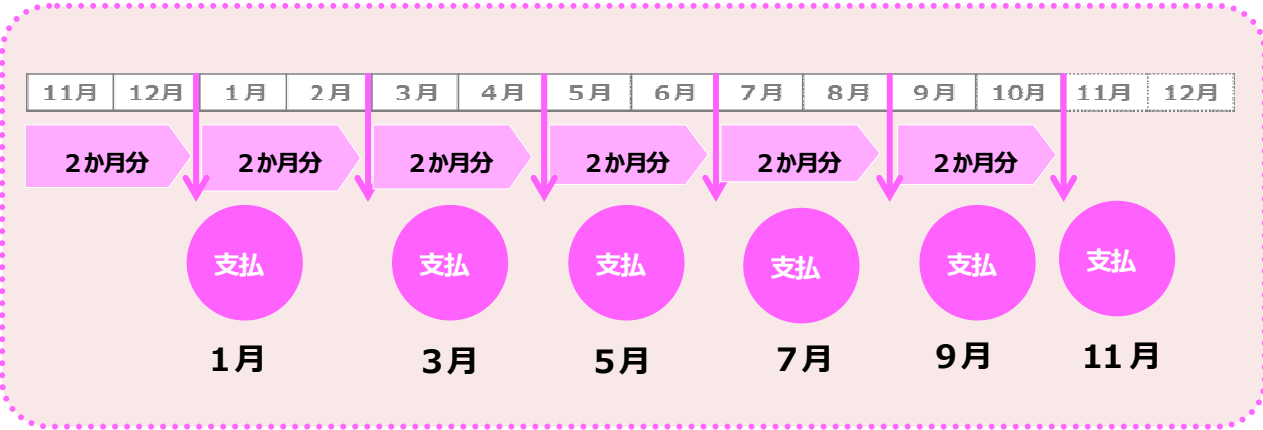 11月 12月 1月 2月 3月 4月 5月 6月 7月 8月 9月 10月 11月 12月
2か月分 2か月分 2か月分 2か月分 2か月分 2か月分
支払 支払 支払 支払 支払 支払
1月 3月 5月 7月 9月 11月